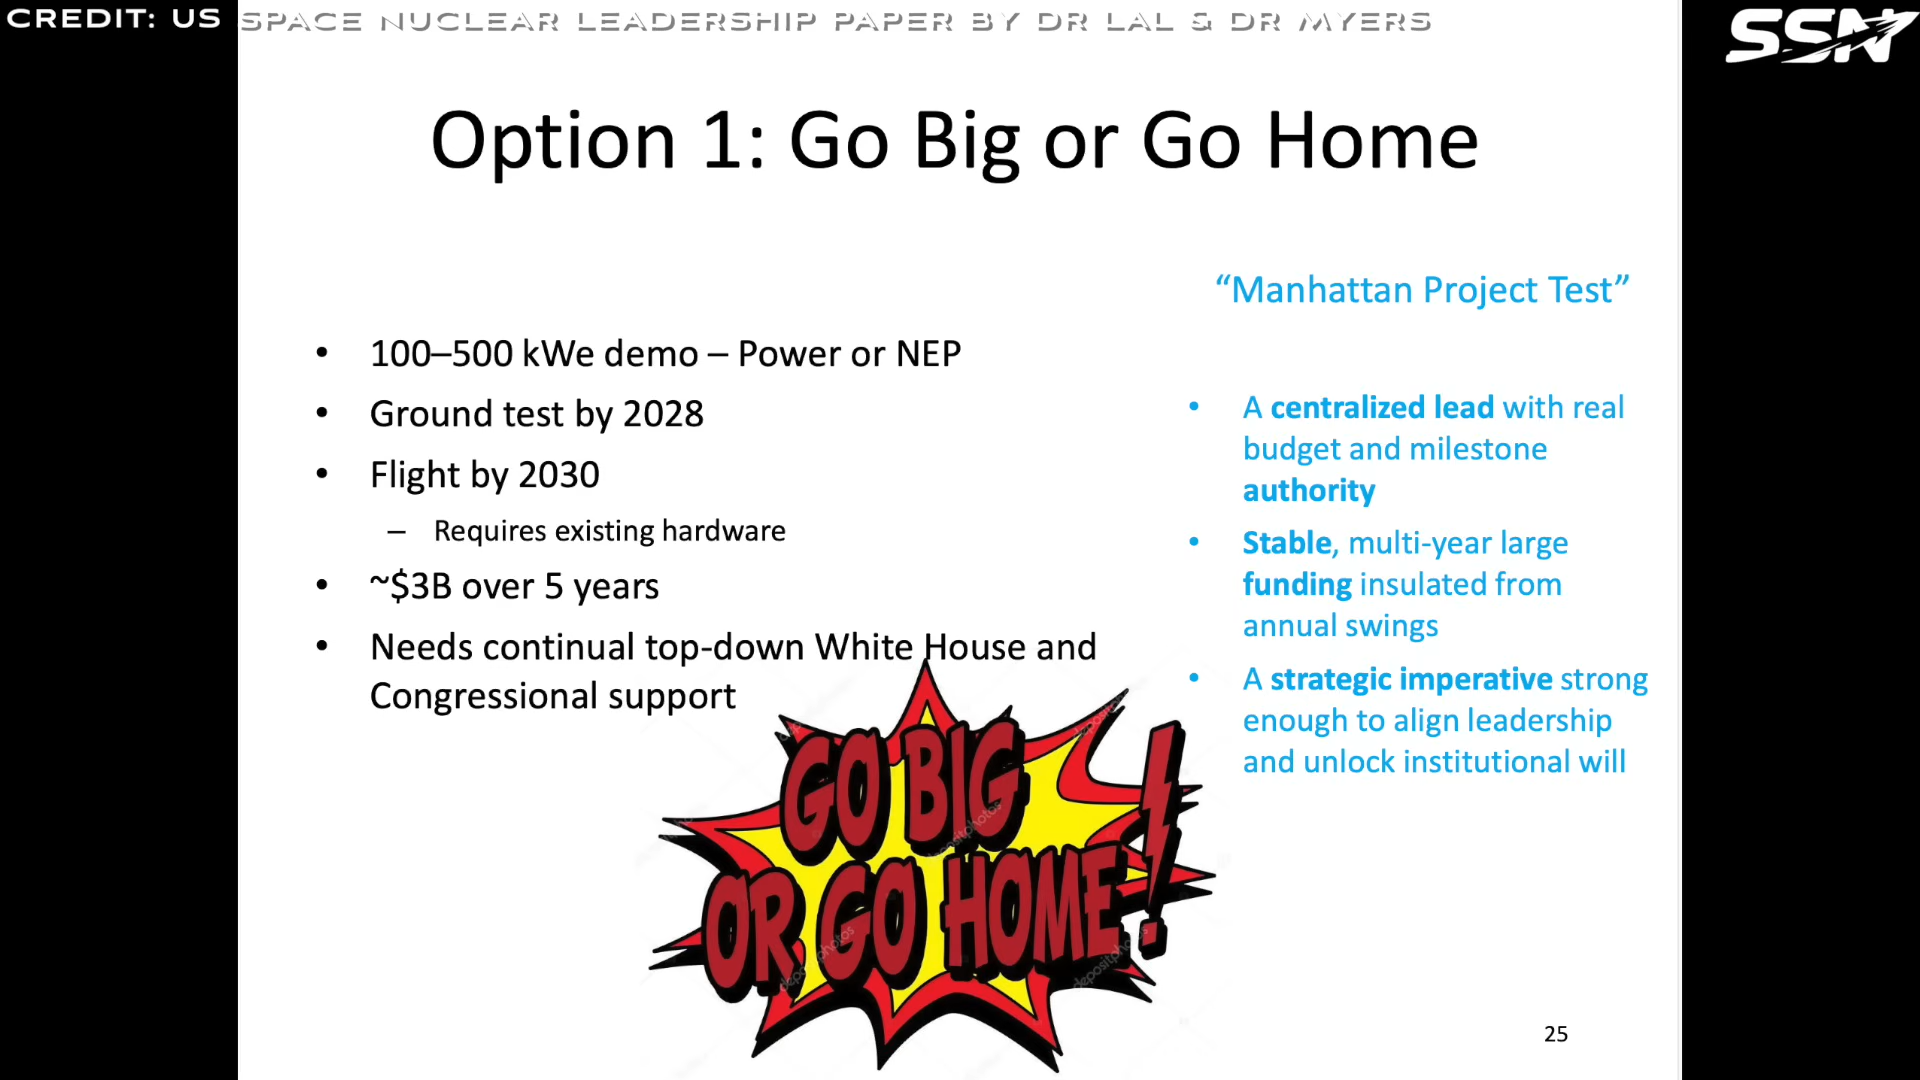 CREDIT: US SPACE NUCLEAR LEADERSHIP PAPER BY DR LAL & DR MYERS
SSN
Option 1: Go Big or Go Home
• 100–500 kWe demo – Power or NEP
• Ground test by 2028
• Flight by 2030
– Requires existing hardware
• ~$3B over 5 years
• Needs continual top-down White House and
Congressional support
“Manhattan Project Test”
• A centralized lead with real
budget and milestone
authority
• Stable, multi-year large
funding insulated from
annual swings
• A strategic imperative strong
enough to align leadership
and unlock institutional will
GO BIG
OR GO HOME!
depositphotos
depositphotos
depositphotos
depositphotos
25